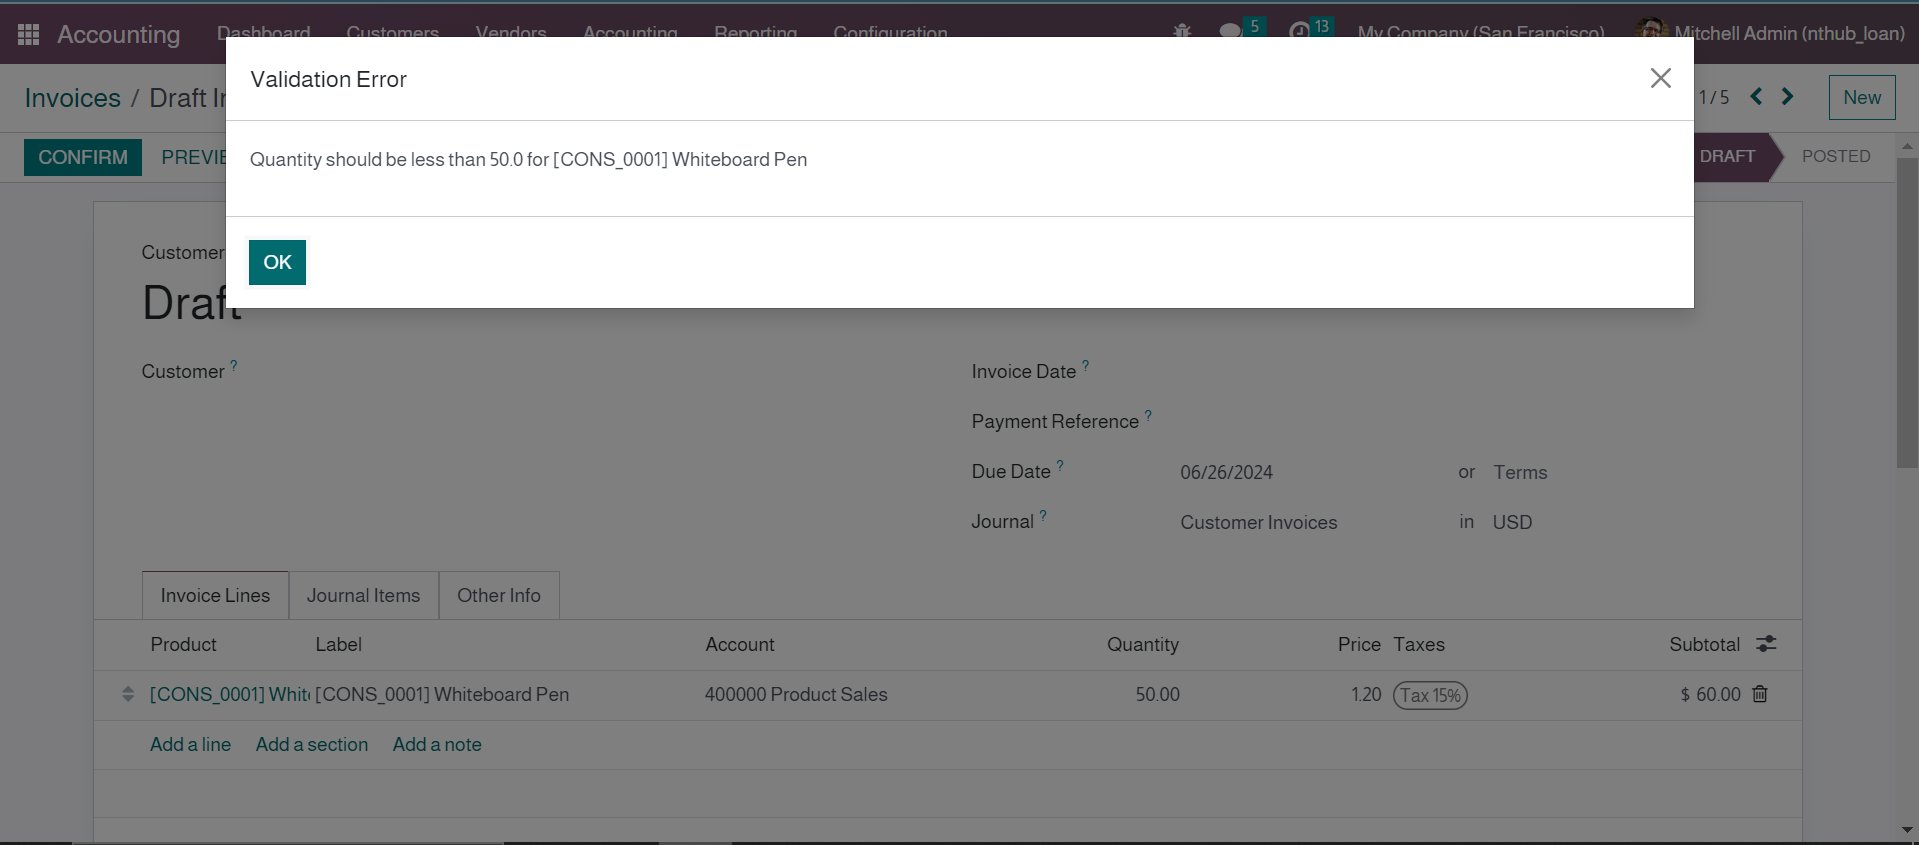 Accounting Dashboard Customers Vendors Accounting Reporting Configuration 5 13 My Company (San Francisco) Mitchell Admin (nthub_loan)
Validation Error
Invoices / Draft In 1 / 5 New
CONFIRM PREVIE Quantity should be less than 50.0 for [CONS_0001] Whiteboard Pen DRAFT POSTED
Customer
OK
Draft
Customer ? Invoice Date ?
Payment Reference ?
Due Date ? 06/26/2024 or Terms
Journal ? Customer Invoices in USD
Invoice Lines Journal Items Other Info
Product Label Account Quantity Price Taxes Subtotal
[CONS_0001] Whit [CONS_0001] Whiteboard Pen 400000 Product Sales 50.00 1.20 Tax 15% $ 60.00
Add a line Add a section Add a note